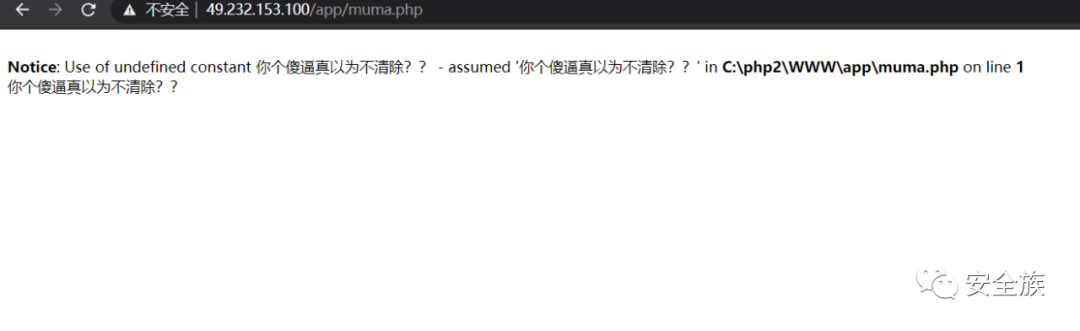 不安全 | 49.232.153.100/app/muma.php
Notice: Use of undefined constant 你个傻逼真以为不清除？？ - assumed '你个傻逼真以为不清除？？' in C:\php2\WWW\app\muma.php on line 1
你个傻逼真以为不清除？？
安全族